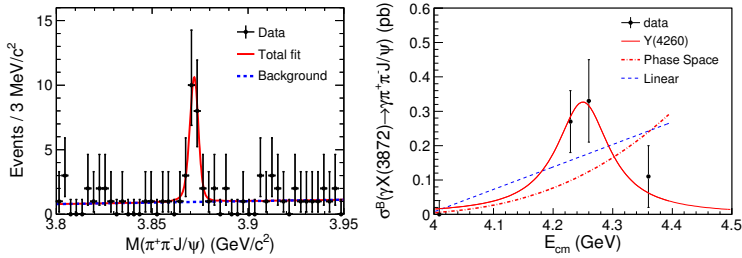 Events / 3 MeV/c²
15
10
5
0
Data
Total fit
Background
3.8 3.85 3.9 3.95
M(π⁺π⁻J/ψ) (GeV/c²)
σᴮ(γX(3872)→γπ⁺π⁻J/ψ) (pb)
0.6
0.5
0.4
0.3
0.2
0.1
0
data
Y(4260)
Phase Space
Linear
4 4.1 4.2 4.3 4.4 4.5
E_cm (GeV)